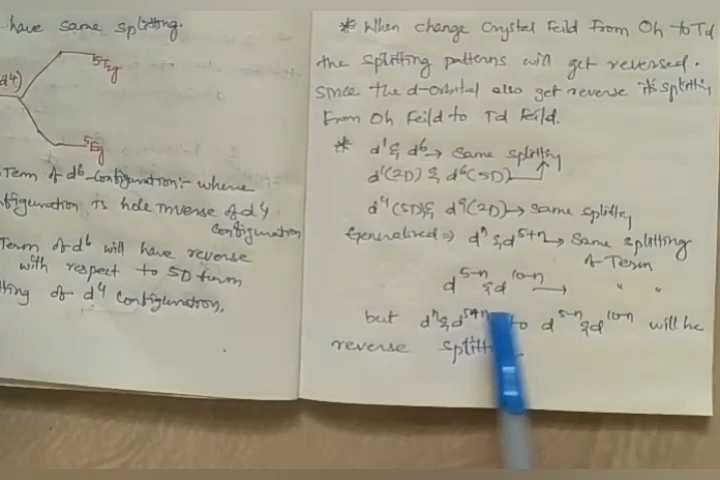 have same splitting.
d4)
5T2g
5Eg
Term of d6 configuration:- where
figuration is hole inverse of d4
configuration
Term of d6 will have reverse
with respect to 5D term
ting of d4 configuration.
* When change Crystal Feild From Oh to Td
the splitting patterns will get reversed.
Since the d-orbital also get reverse its splitting
From Oh Feild to Td Feild.
* d1 & d6 → Same splitting
d1(2D) & d6(5D)
d4(5D) & d9(2D) → Same splitting
Generalised ⇒ dn & d5+n → Same splitting
of Term
d5-n & d10-n → " "
but dn & d5+n to d5-n & d10-n will be
reverse